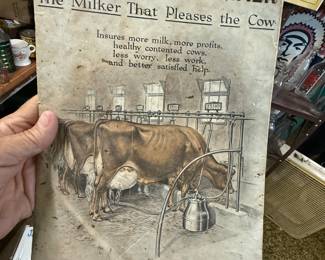 The Milker That Pleases the Cow
Insures more milk, more profits,
healthy contented cows,
less worry, less work,
and better satisfied help.